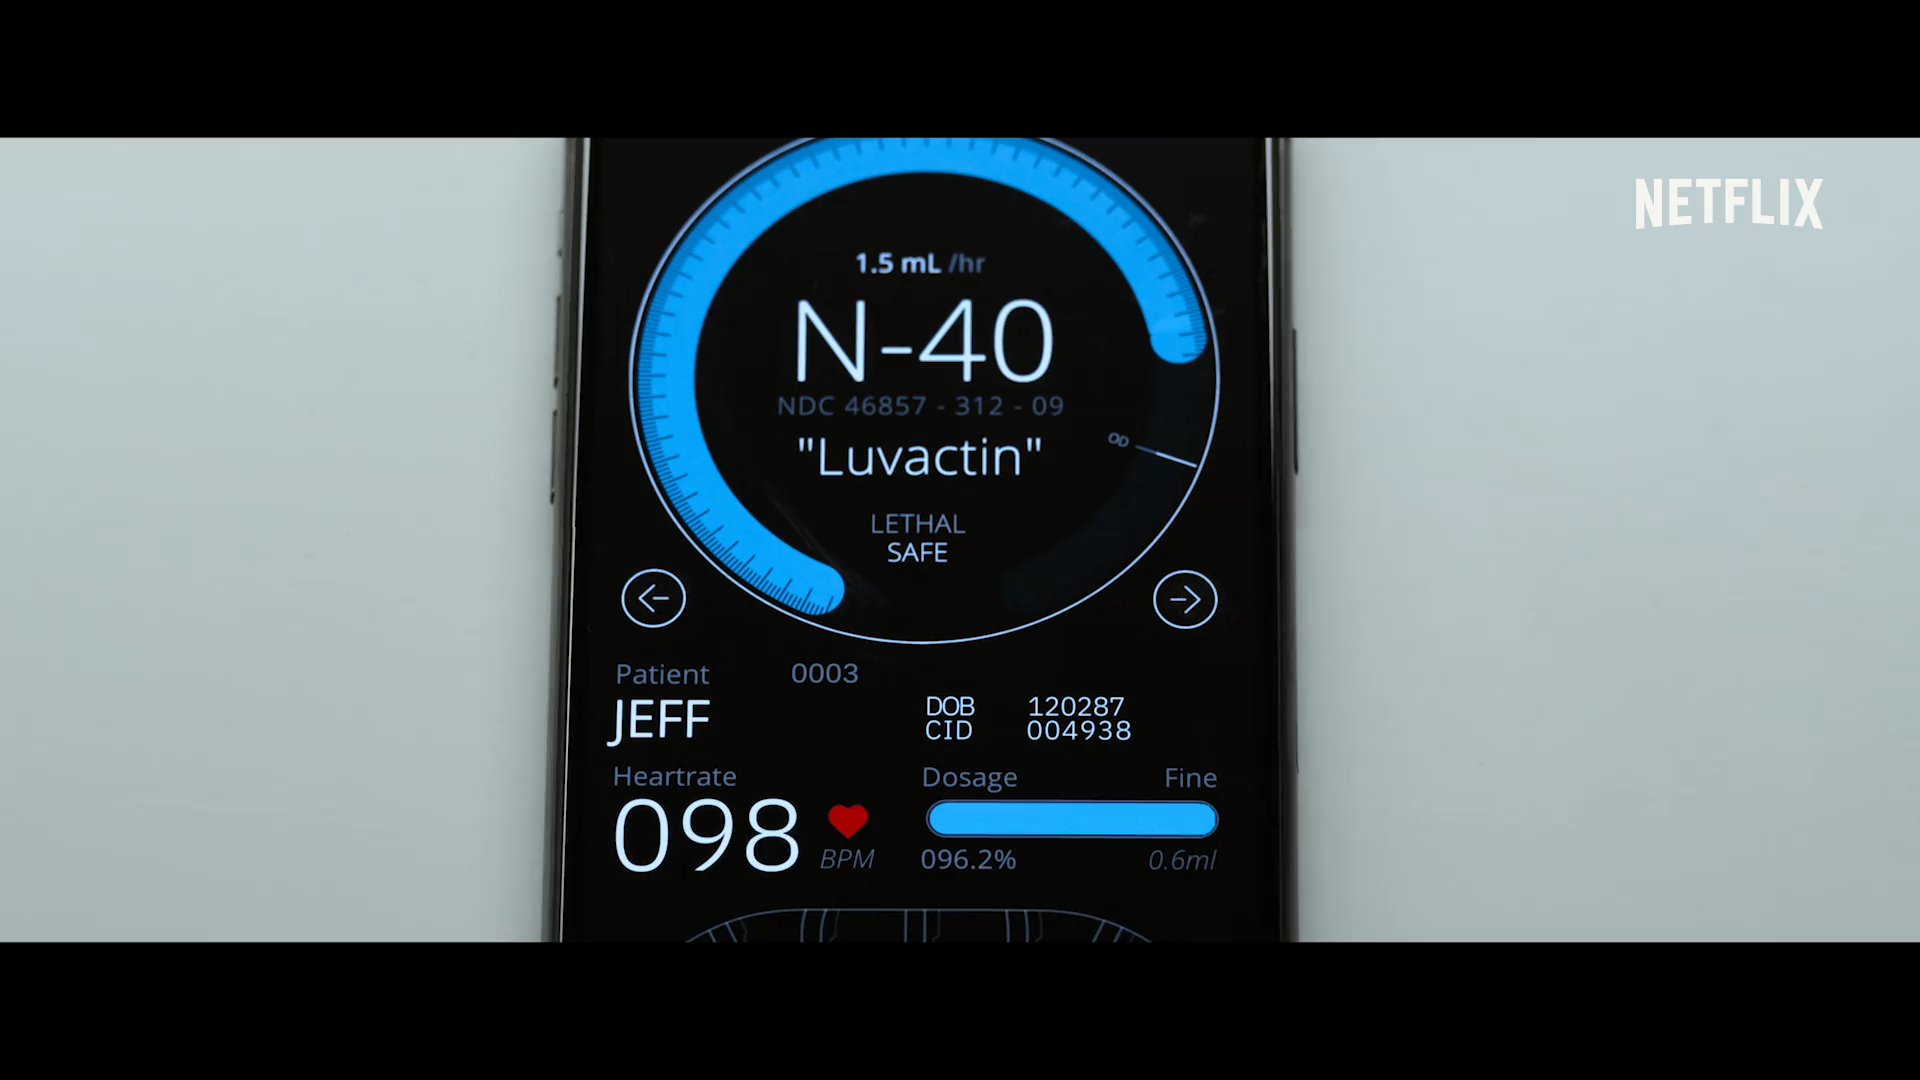 NETFLIX
1.5 mL /hr
N-40
NDC 46857 - 312 - 09
"Luvactin"
OD
LETHAL
SAFE
Patient 0003
JEFF
DOB 120287
CID 004938
Heartrate
098 BPM
Dosage Fine
096.2% 0.6ml